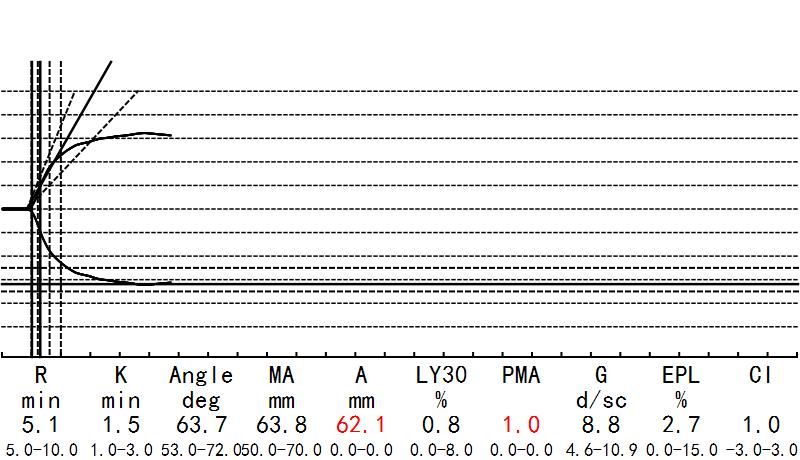 R K Angle MA A LY30 PMA G EPL CI
min min deg mm mm % d/sc %
5.1 1.5 63.7 63.8 62.1 0.8 1.0 8.8 2.7 1.0
5.0-10.0 1.0-3.0 53.0-72.0 50.0-70.0 0.0-0.0 0.0-8.0 0.0-0.0 4.6-10.9 0.0-15.0 -3.0-3.0